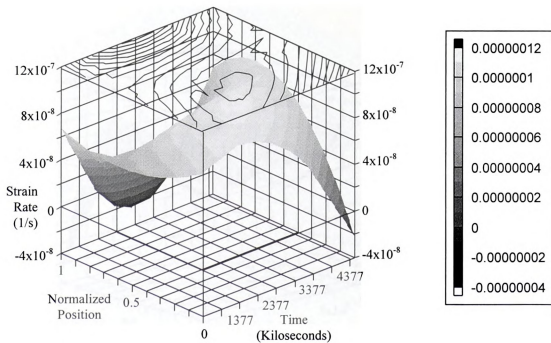 12x10-7
8x10-8
4x10-8
Strain
Rate
(1/s)
0
-4x10-8
1
0.5
0
Normalized
Position
1377
2377
3377
4377
Time
(Kiloseconds)
12x10-7
8x10-8
4x10-8
0
-4x10-8
0.00000012
0.0000001
0.00000008
0.00000006
0.00000004
0.00000002
0
-0.00000002
-0.00000004